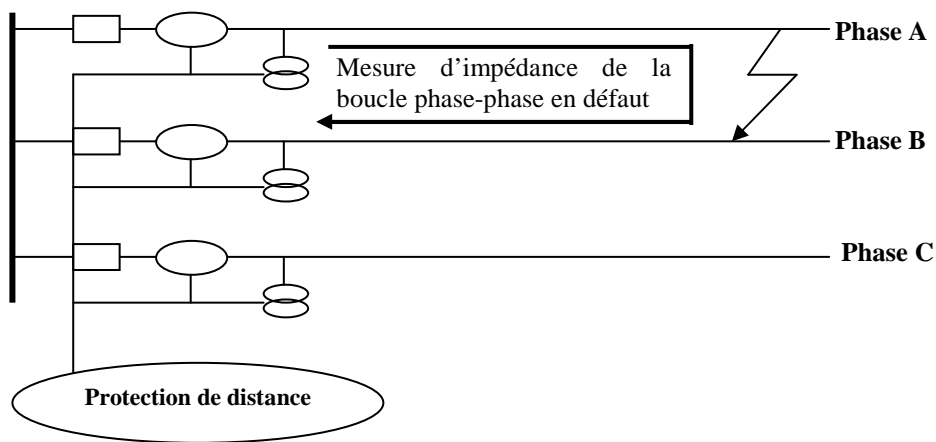 Phase A
Mesure d'impédance de la
boucle phase-phase en défaut
Phase B
Phase C
Protection de distance